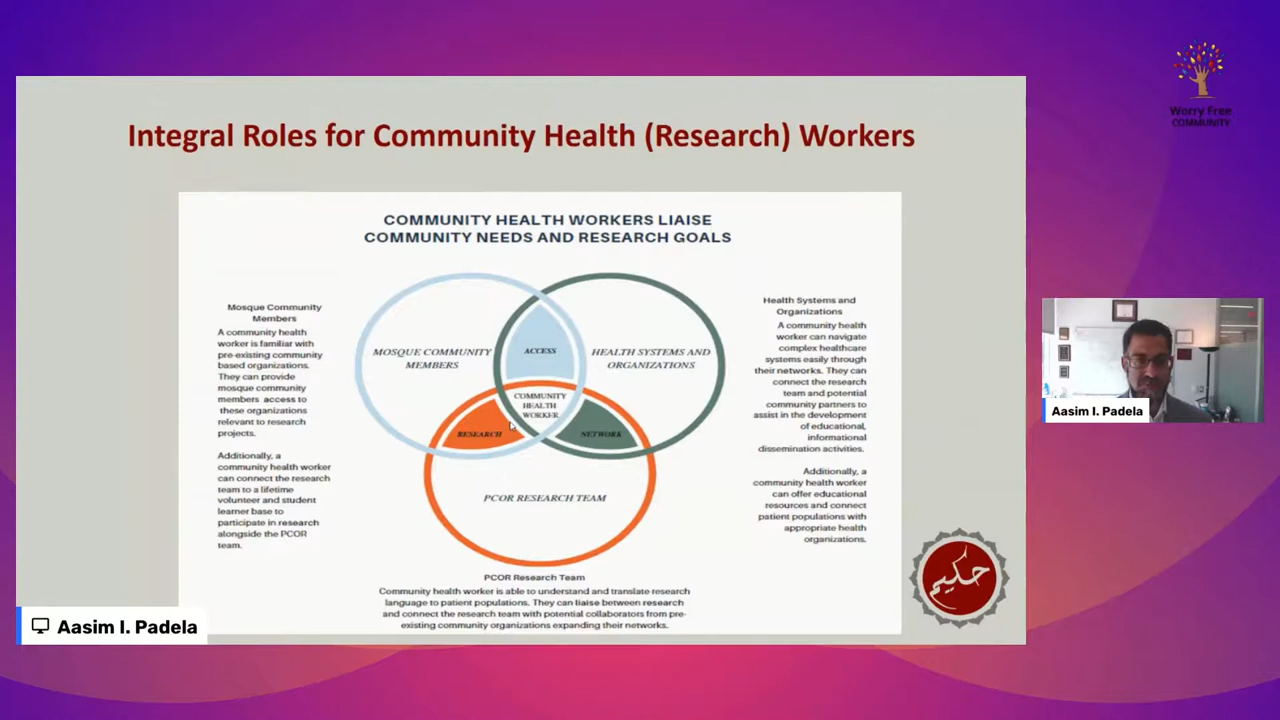 Worry Free
COMMUNITY
Integral Roles for Community Health (Research) Workers
COMMUNITY HEALTH WORKERS LIAISE
COMMUNITY NEEDS AND RESEARCH GOALS
Mosque Community
Members
A community health
worker is familiar with
pre-existing community
based organizations.
They can provide
mosque community
members access to
these organizations
relevant to research
projects.
Additionally, a
community health worker
can connect the research
team to a lifetime
volunteer and student
learner base to
participate in research
alongside the PCOR
team.
MOSQUE COMMUNITY
MEMBERS
ACCESS
HEALTH SYSTEMS AND
ORGANIZATIONS
COMMUNITY
HEALTH
WORKER
RESEARCH
NETWORK
PCOR RESEARCH TEAM
Health Systems and
Organizations
A community health
worker can navigate
complex healthcare
systems easily through
their networks. They can
connect the research
team and potential
community partners to
assist in the development
of educational,
informational
dissemination activities.
Additionally, a
community health worker
can offer educational
resources and connect
patient populations with
appropriate health
organizations.
PCOR Research Team
Community health worker is able to understand and translate research
language to patient populations. They can liaise between research
and connect the research team with potential collaborators from pre-
existing community organizations expanding their networks.
حكيم
Aasim I. Padela
Aasim I. Padela